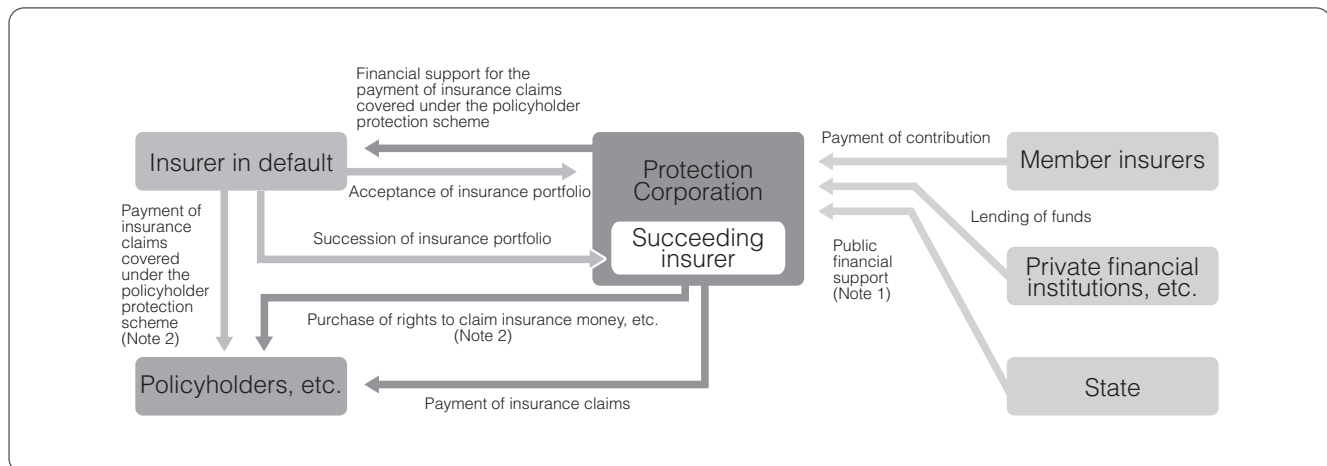 Financial support for the
payment of insurance claims
covered under the policyholder
protection scheme
Insurer in default
Acceptance of insurance portfolio
Protection
Corporation
Payment of contribution
Member insurers
Payment of
insurance
claims
covered
under the
policyholder
protection
scheme
(Note 2)
Succession of insurance portfolio
Succeeding
insurer
Lending of funds
Public
financial
support
(Note 1)
Private financial
institutions, etc.
Purchase of rights to claim insurance money, etc.
(Note 2)
Policyholders, etc.
Payment of insurance claims
State